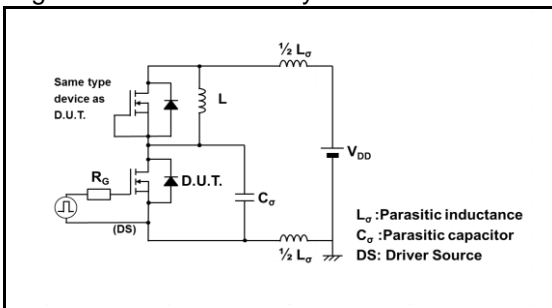 ½ Lσ
Same type
device as
D.U.T.
L
VDD
RG
D.U.T.
Cσ
(DS)
½ Lσ
Lσ :Parasitic inductance
Cσ :Parasitic capacitor
DS: Driver Source